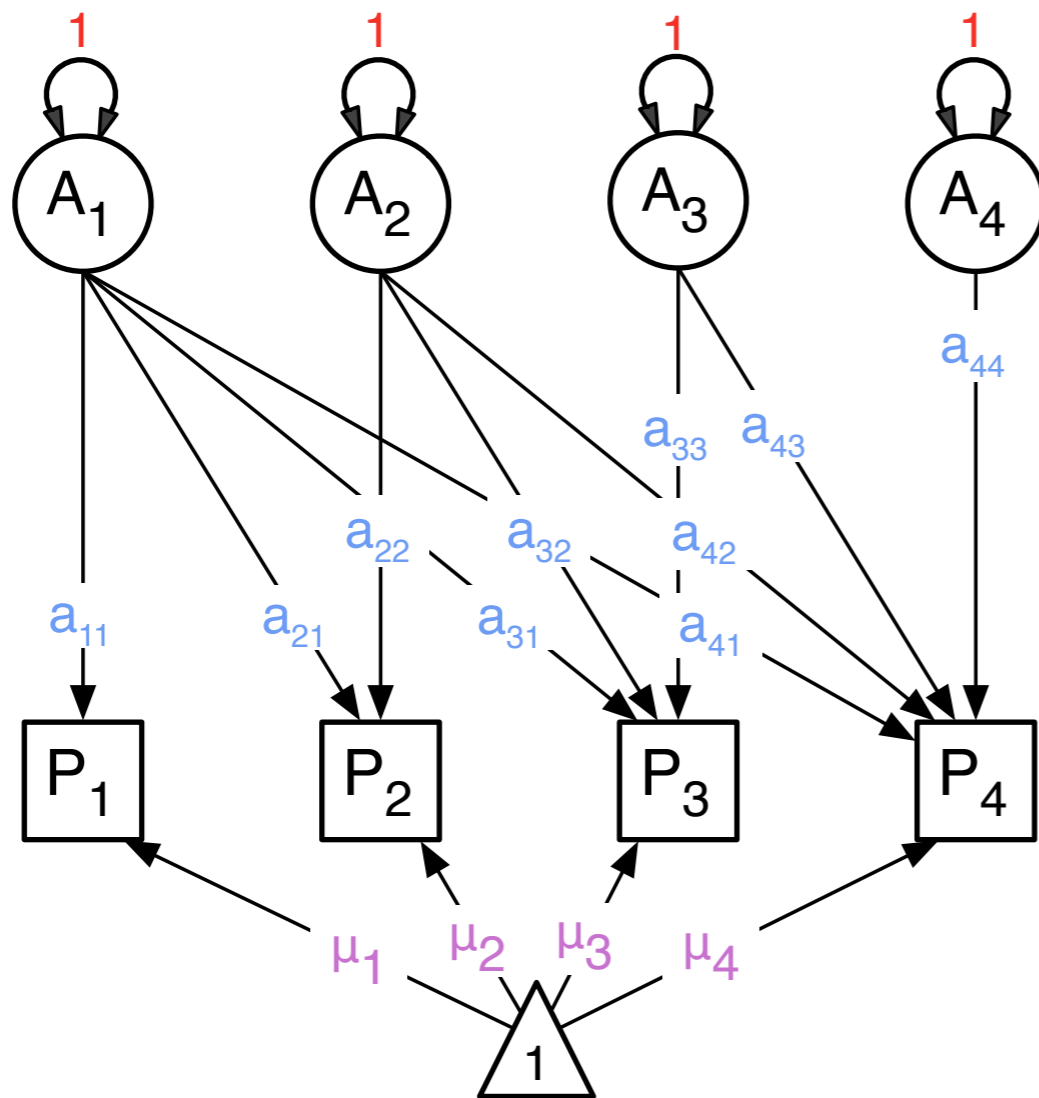 1 1 1 1
A₁ A₂ A₃ A₄
a₄₄
a₃₃ a₄₃
a₂₂ a₃₂ a₄₂
a₁₁ a₂₁ a₃₁ a₄₁
P₁ P₂ P₃ P₄
μ₁ μ₂ μ₃ μ₄
1